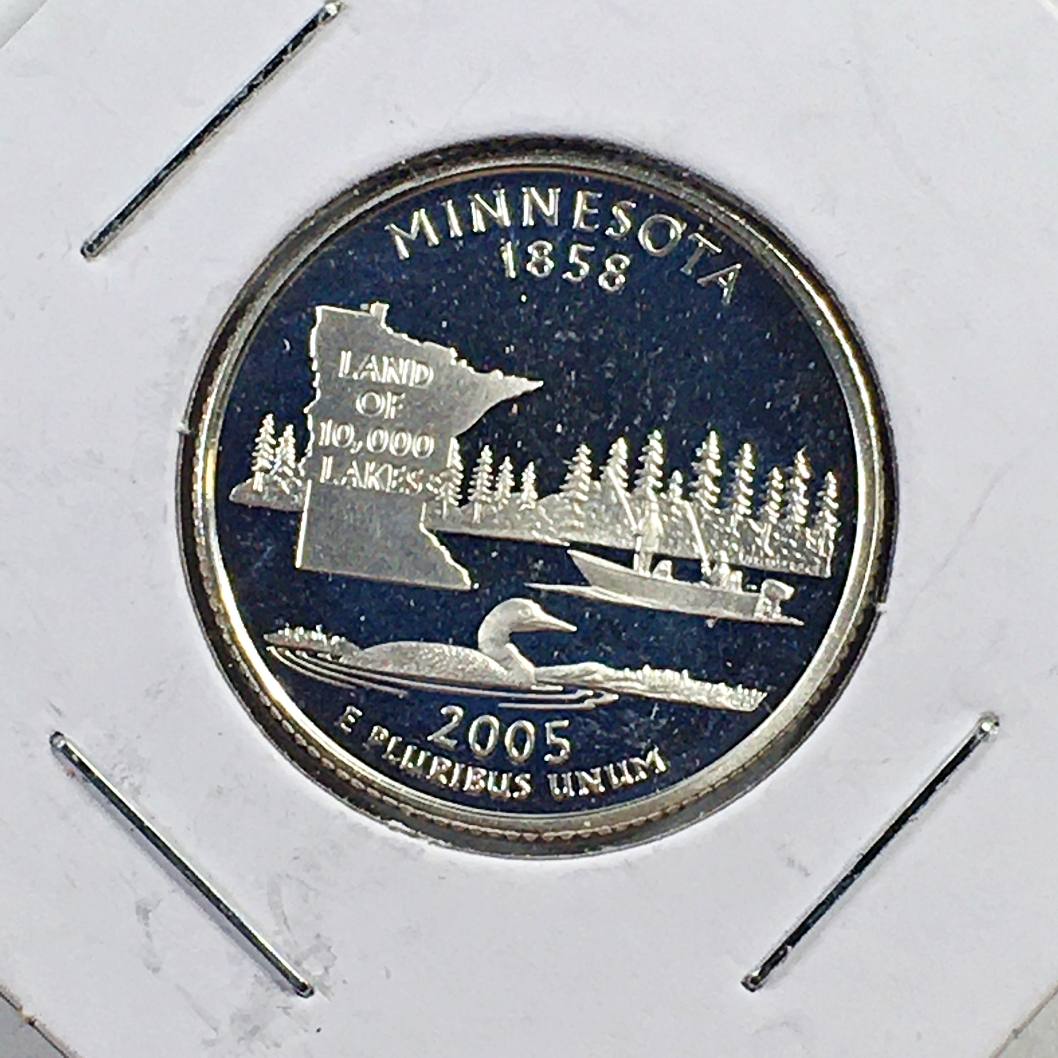 MINNESOTA
1858
LAND
OF
10,000
LAKES
2005
E PLURIBUS UNUM